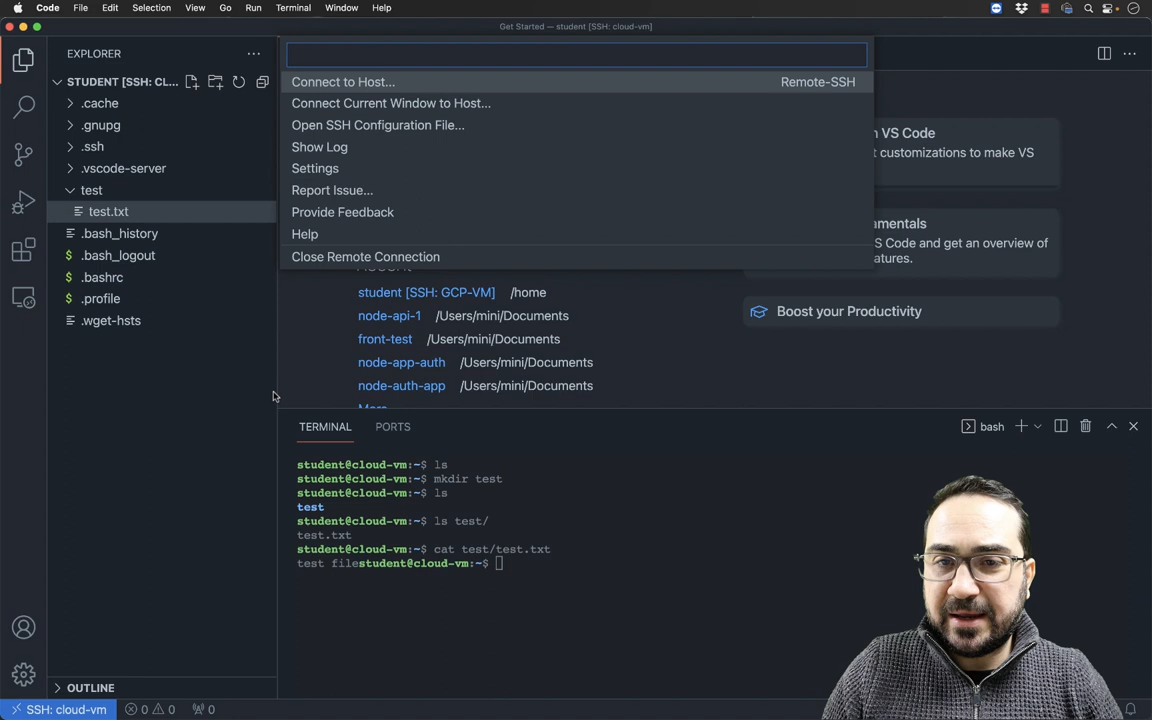 Code File Edit Selection View Go Run Terminal Window Help
Get Started — student [SSH: cloud-vm]
EXPLORER
STUDENT [SSH: CL...
.cache
.gnupg
.ssh
.vscode-server
test
test.txt
.bash_history
$ .bash_logout
$ .bashrc
$ .profile
.wget-hsts
OUTLINE
Connect to Host... Remote-SSH
Connect Current Window to Host...
Open SSH Configuration File...
Show Log
Settings
Report Issue...
Provide Feedback
Help
Close Remote Connection
student [SSH: GCP-VM] /home
node-api-1 /Users/mini/Documents
front-test /Users/mini/Documents
node-app-auth /Users/mini/Documents
node-auth-app /Users/mini/Documents
VS Code
customizations to make VS
amentals
S Code and get an overview of
atures.
Boost your Productivity
TERMINAL PORTS
bash
student@cloud-vm:~$ ls
student@cloud-vm:~$ mkdir test
student@cloud-vm:~$ ls
test
student@cloud-vm:~$ ls test/
test.txt
student@cloud-vm:~$ cat test/test.txt
test filestudent@cloud-vm:~$
SSH: cloud-vm 0 0 0